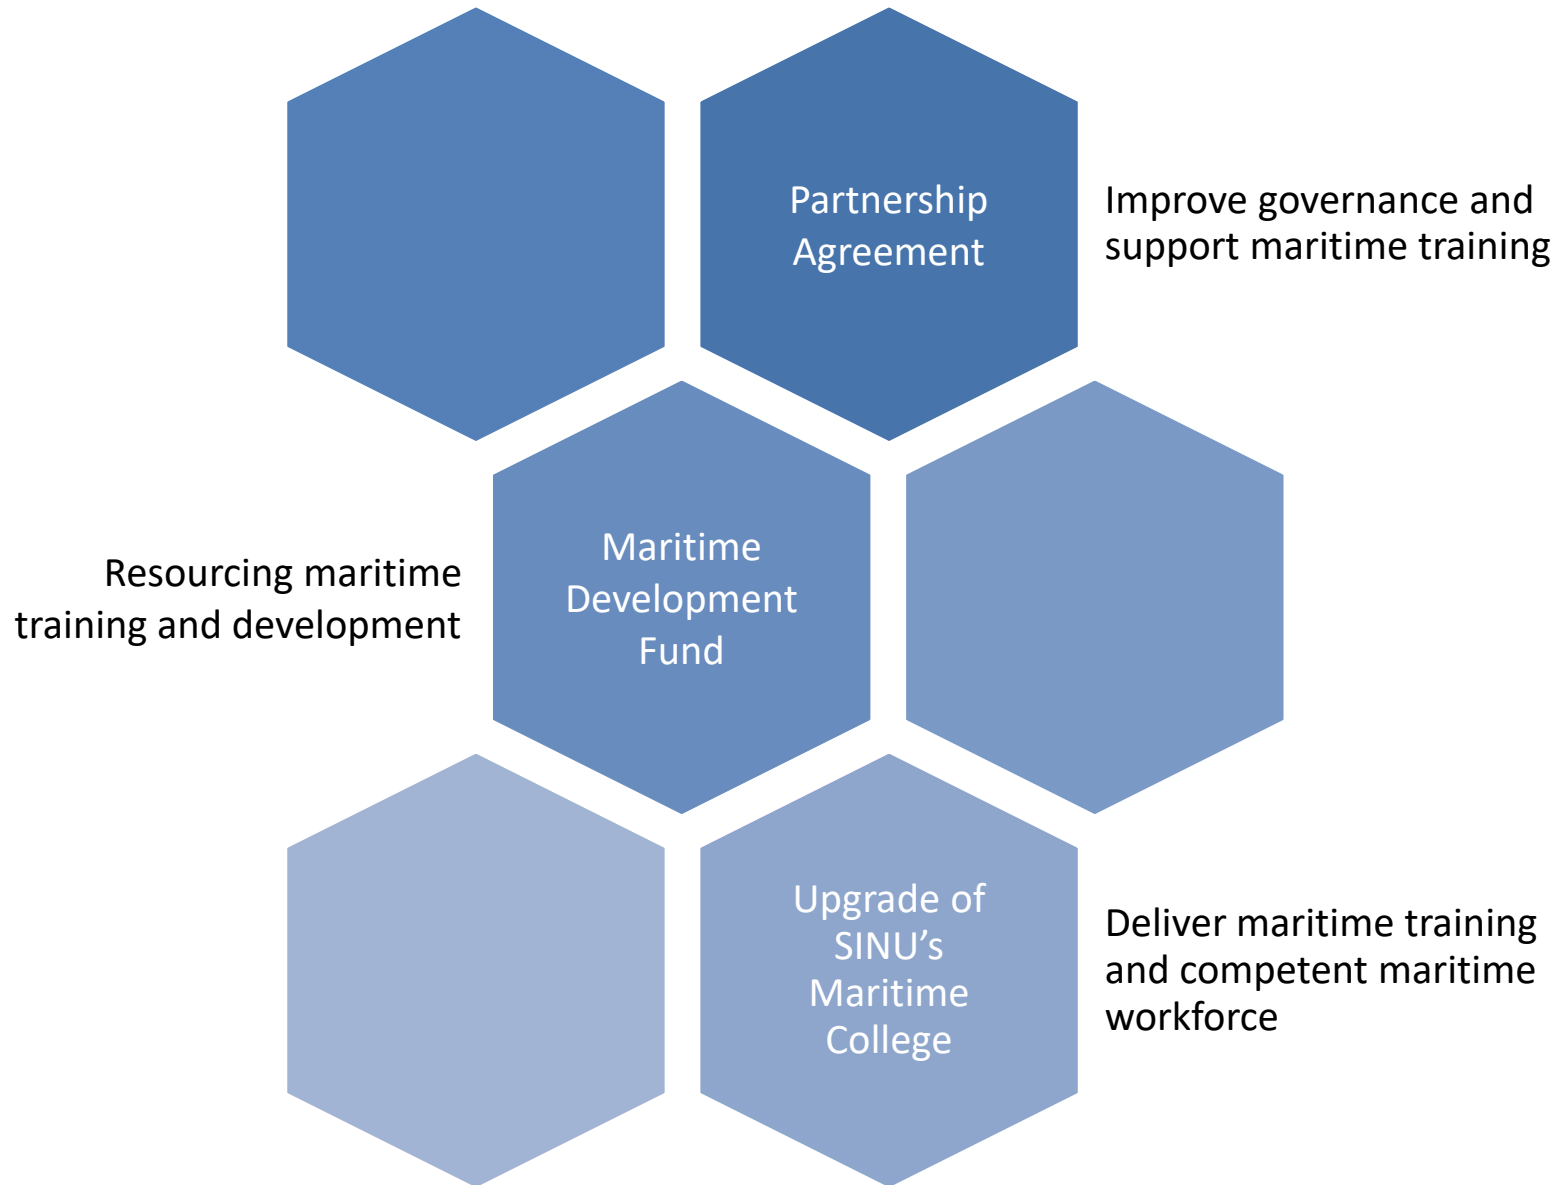 Partnership
Agreement
Improve governance and
support maritime training
Resourcing maritime
training and development
Maritime
Development
Fund
Upgrade of
SINU’s
Maritime
College
Deliver maritime training
and competent maritime
workforce